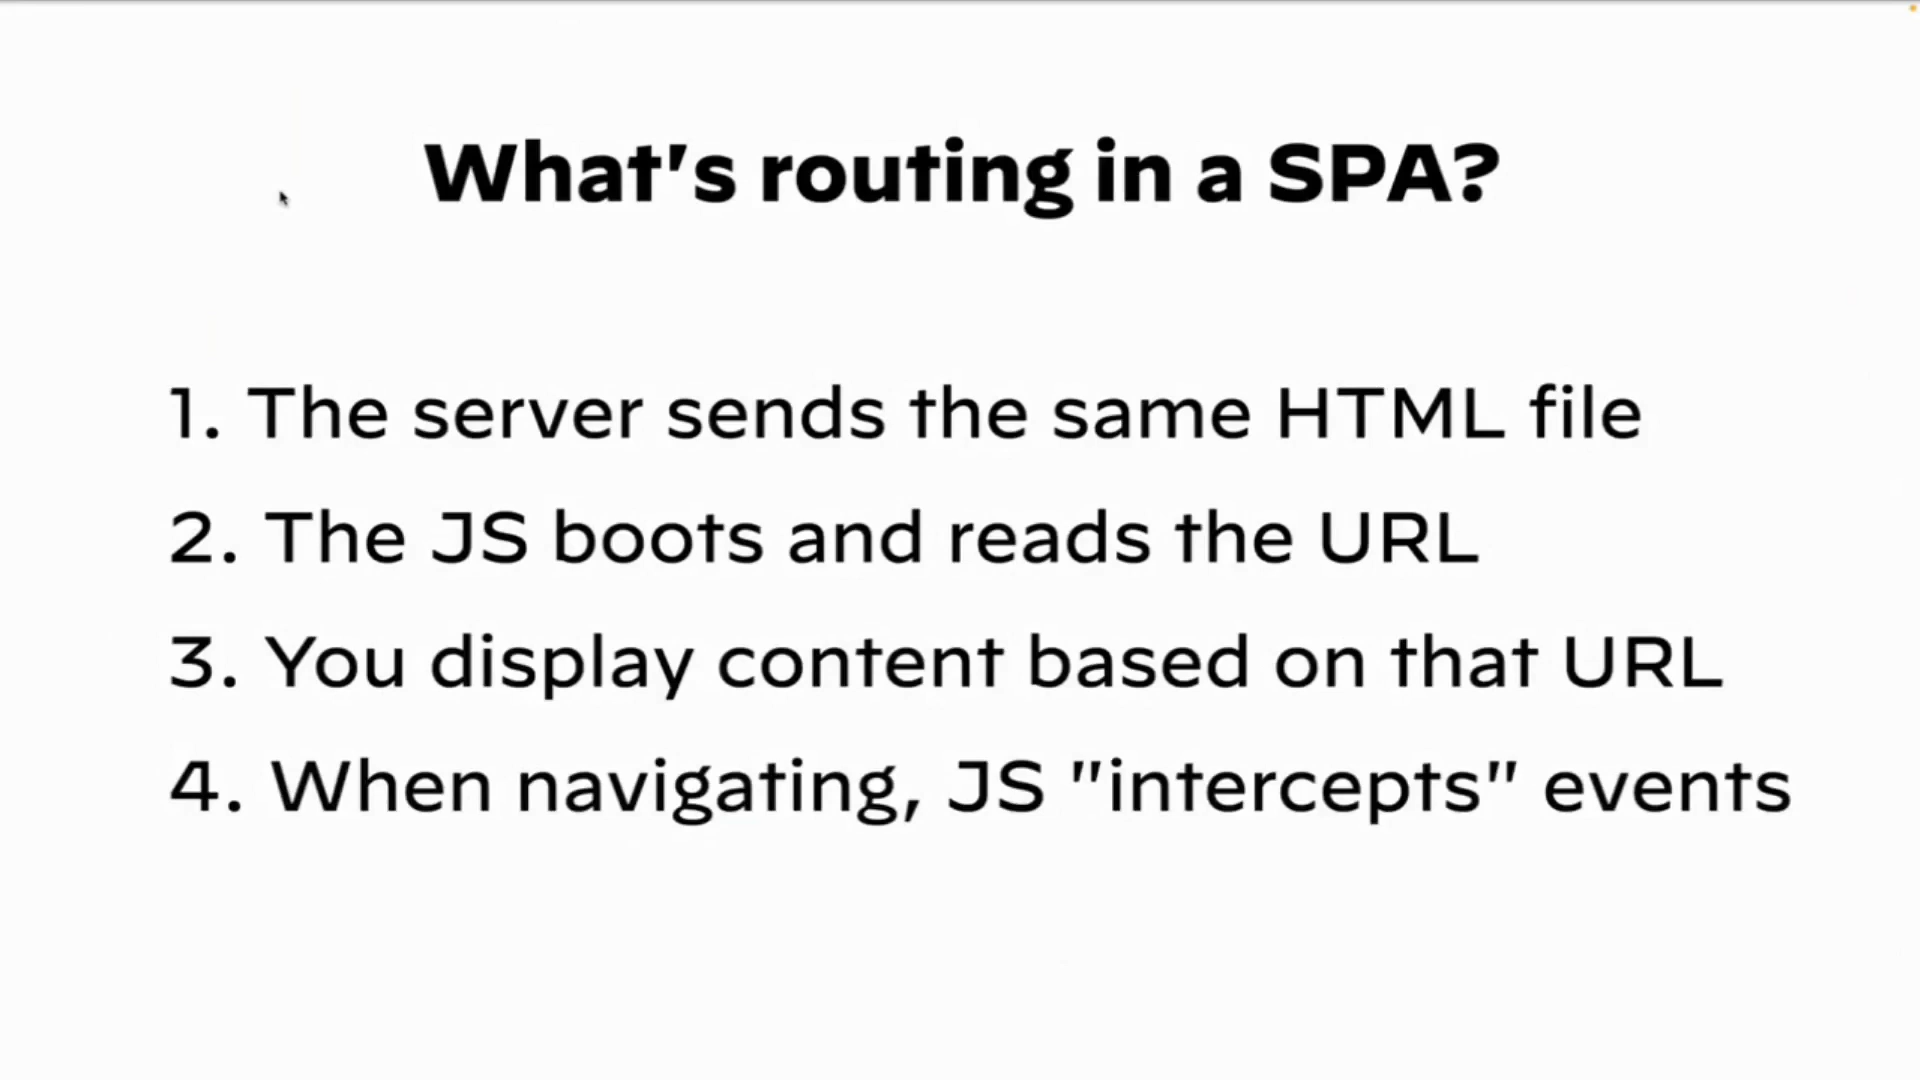 What's routing in a SPA?
1. The server sends the same HTML file
2. The JS boots and reads the URL
3. You display content based on that URL
4. When navigating, JS "intercepts" events